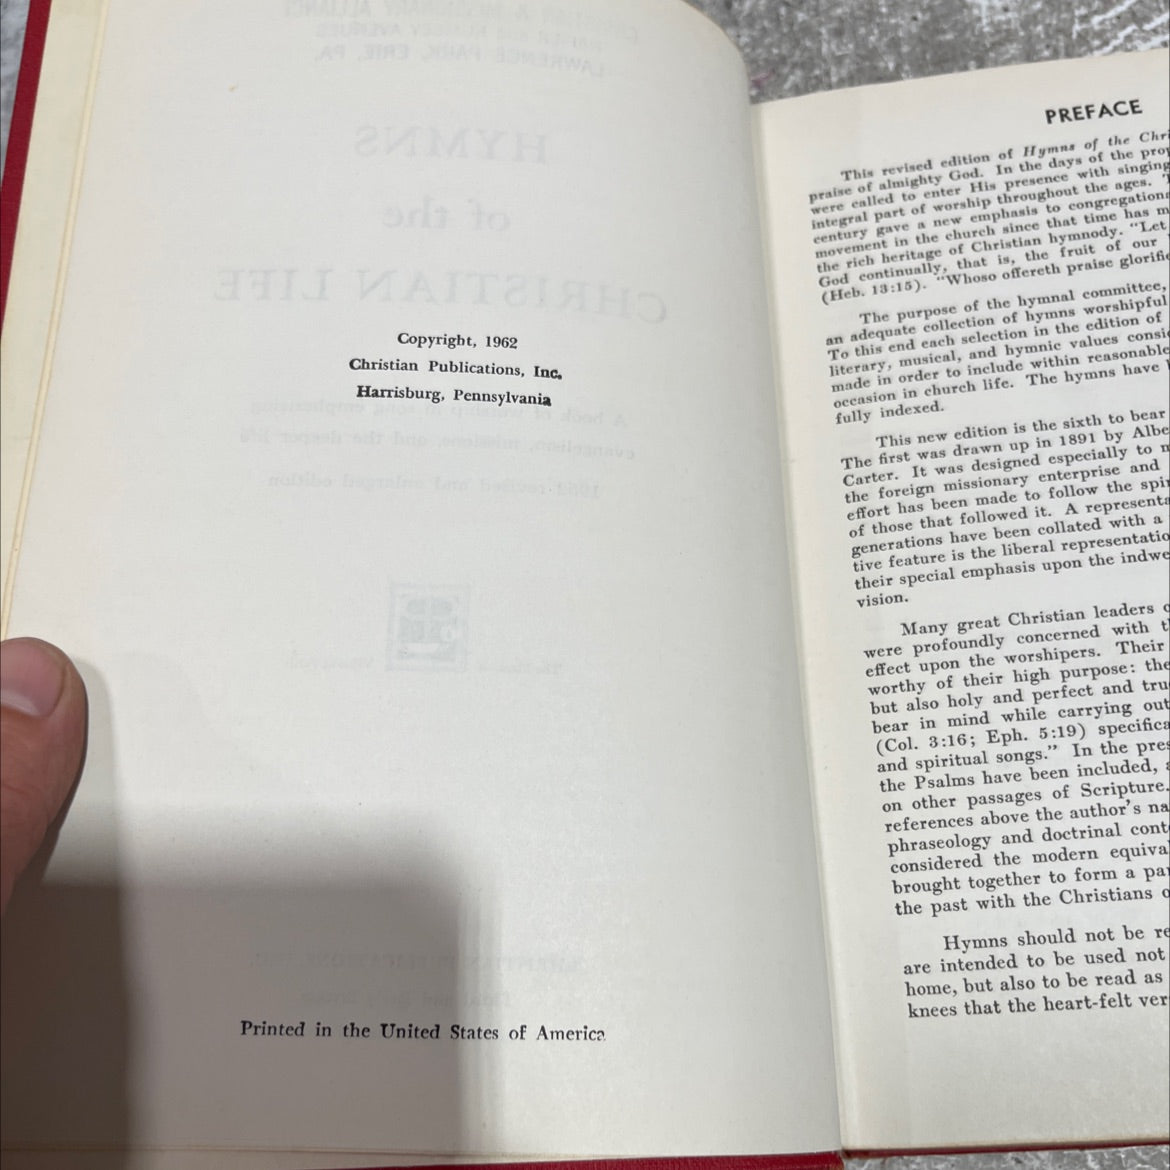 Copyright, 1962
Christian Publications, Inc.
Harrisburg, Pennsylvania
Printed in the United States of America
PREFACE
This revised edition of Hymns of the Chri
praise of almighty God. In the days of the pro
were called to enter His presence with singing
integral part of worship throughout the ages. T
century gave a new emphasis to congregation
movement in the church since that time has m
the rich heritage of Christian hymnody. "Let
God continually, that is, the fruit of our
(Heb. 13:15). "Whoso offereth praise glorifie
The purpose of the hymnal committee,
an adequate collection of hymns worshipful
To this end each selection in the edition of
literary, musical, and hymnic values consi
made in order to include within reasonable
occasion in church life. The hymns have
fully indexed.
This new edition is the sixth to bear
The first was drawn up in 1891 by Albe
Carter. It was designed especially to m
the foreign missionary enterprise and
effort has been made to follow the spir
of those that followed it. A representa
generations have been collated with a
tive feature is the liberal representatio
their special emphasis upon the indwe
vision.
Many great Christian leaders o
were profoundly concerned with t
effect upon the worshipers. Their
worthy of their high purpose: the
but also holy and perfect and tru
bear in mind while carrying out
(Col. 3:16; Eph. 5:19) specifica
and spiritual songs." In the pres
the Psalms have been included, a
on other passages of Scripture.
references above the author's na
phraseology and doctrinal cont
considered the modern equiva
brought together to form a pa
the past with the Christians o
Hymns should not be re
are intended to be used not
home, but also to be read as
knees that the heart-felt ver